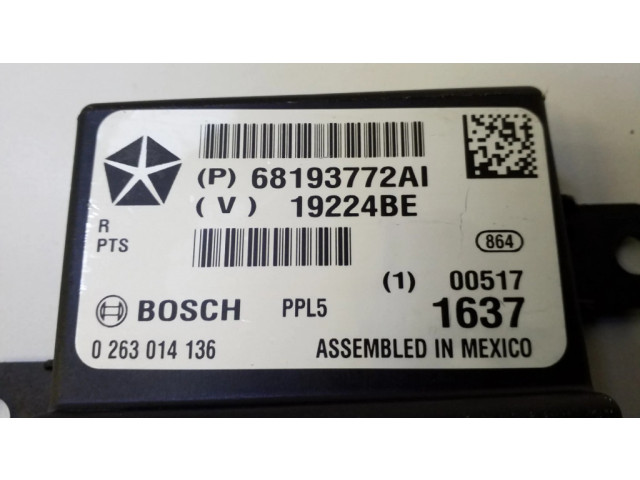 (P) 68193772AI
(V) 19224BE
R
PTS
864
(1) 00517
BOSCH PPL5 1637
0 263 014 136 ASSEMBLED IN MEXICO